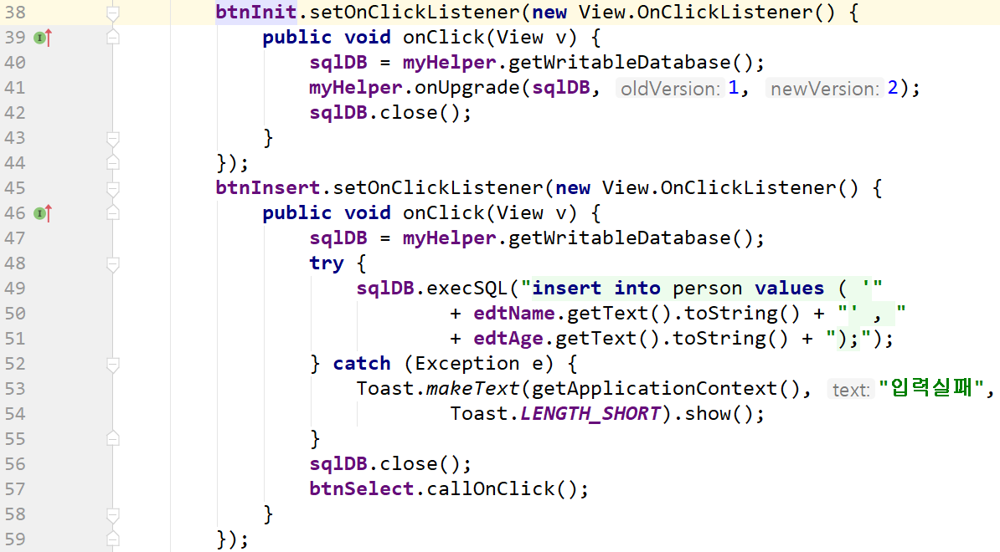 38 btnInit.setOnClickListener(new View.OnClickListener() {
39 public void onClick(View v) {
40 sqlDB = myHelper.getWritableDatabase();
41 myHelper.onUpgrade(sqlDB, oldVersion: 1, newVersion: 2);
42 sqlDB.close();
43 }
44 });
45 btnInsert.setOnClickListener(new View.OnClickListener() {
46 public void onClick(View v) {
47 sqlDB = myHelper.getWritableDatabase();
48 try {
49 sqlDB.execSQL("insert into person values ( '"
50 + edtName.getText().toString() + "' , "
51 + edtAge.getText().toString() + ");");
52 } catch (Exception e) {
53 Toast.makeText(getApplicationContext(), text: "입력실패",
54 Toast.LENGTH_SHORT).show();
55 }
56 sqlDB.close();
57 btnSelect.callOnClick();
58 }
59 });